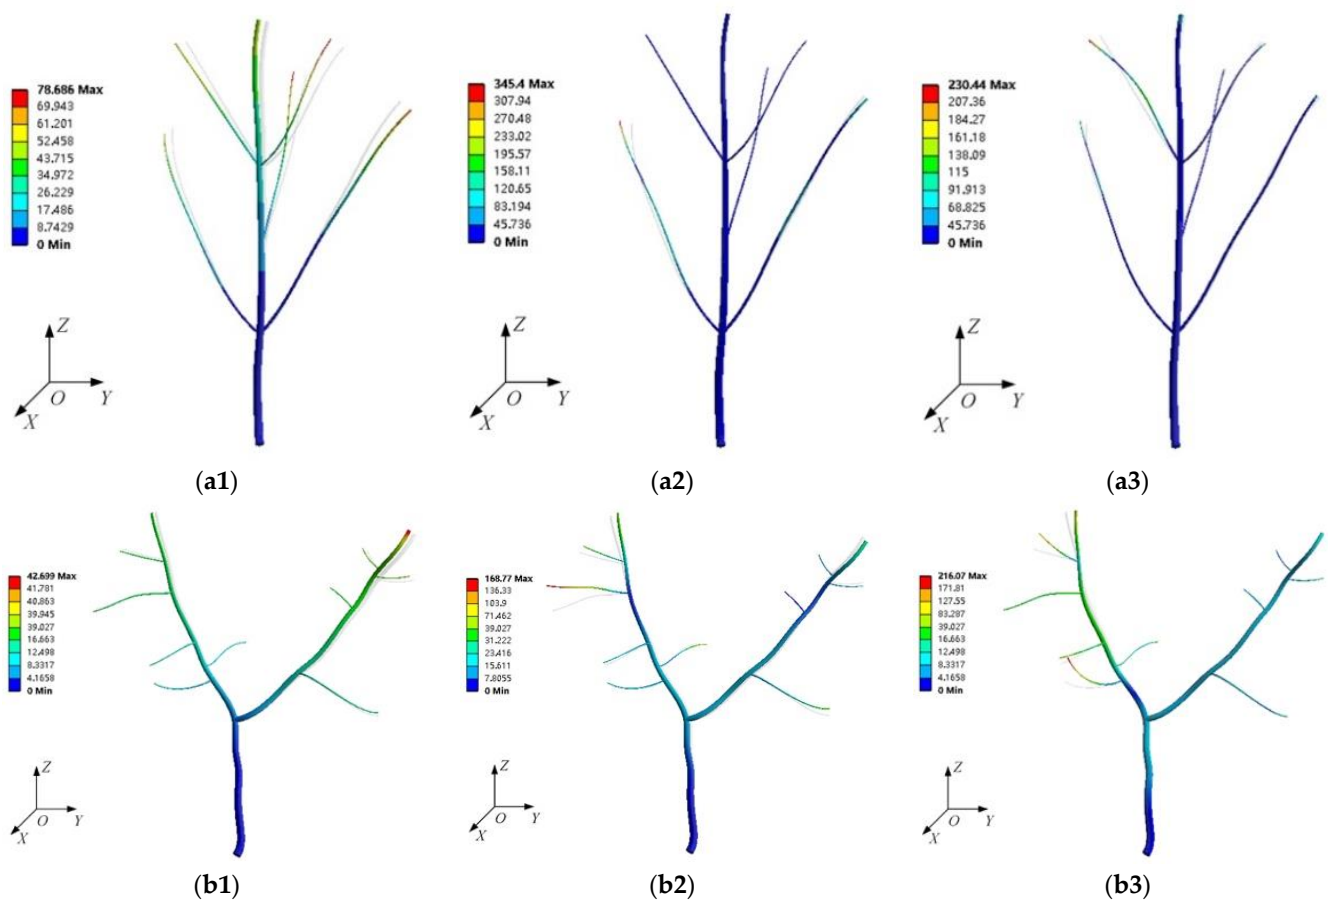 78.686 Max
69.943
61.201
52.458
43.715
34.972
26.229
17.486
8.7429
0 Min
Z
O
Y
X
(a1)
345.4 Max
307.94
270.48
233.02
195.57
158.11
120.65
83.194
45.736
0 Min
Z
O
Y
X
(a2)
230.44 Max
207.36
184.27
161.18
138.09
115
91.913
68.825
45.736
0 Min
Z
O
Y
X
(a3)
42.699 Max
41.781
40.863
39.945
39.027
16.663
12.498
8.3317
4.1658
0 Min
Z
O
Y
X
(b1)
168.77 Max
136.33
103.9
71.462
39.027
31.222
23.416
15.611
7.8055
0 Min
Z
O
Y
X
(b2)
216.07 Max
171.81
127.55
83.287
39.027
16.663
12.498
8.3317
4.1658
0 Min
Z
O
Y
X
(b3)